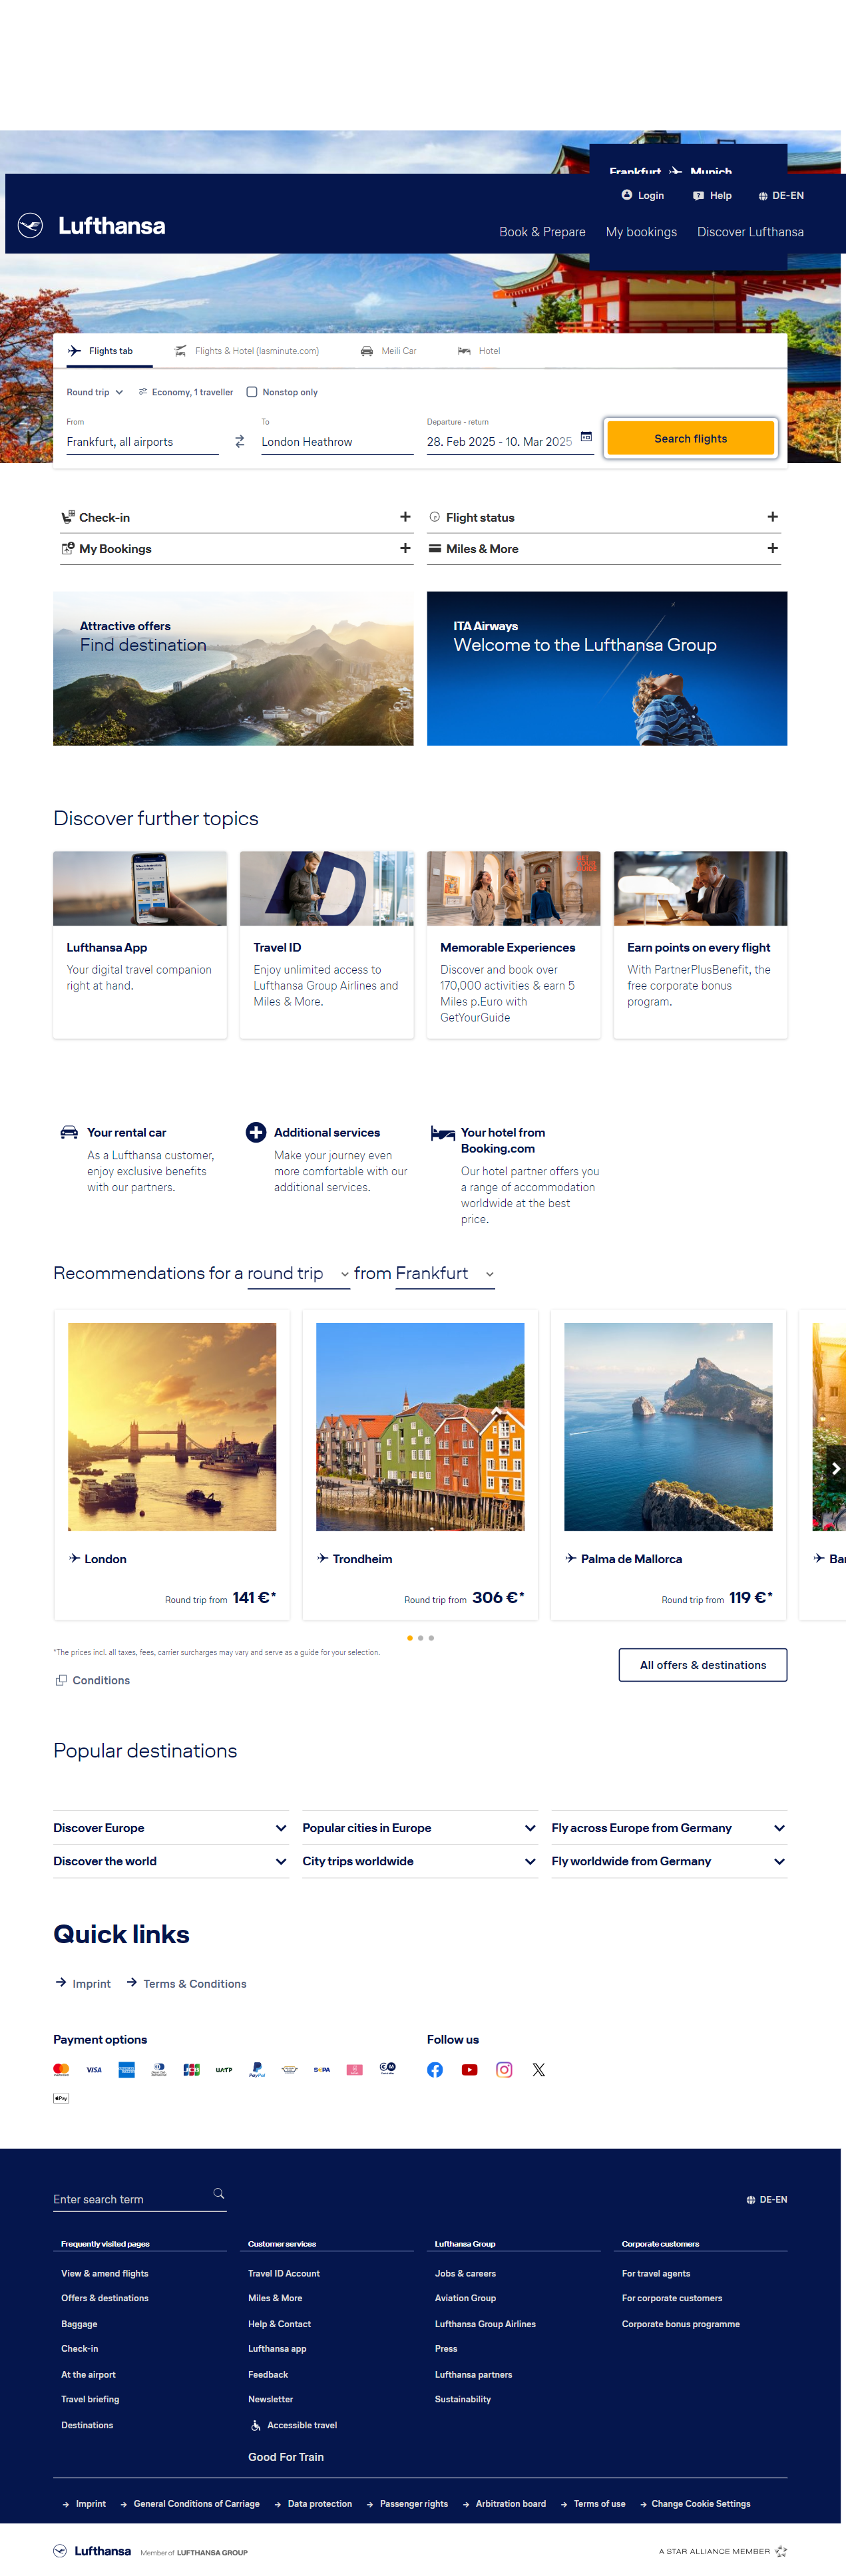 Frankfurt Munich
Login Help DE-EN
Lufthansa
Book & Prepare My bookings Discover Lufthansa
Flights tab Flights & Hotel (lasminute.com) Meili Car Hotel
Round trip Economy, 1 traveller Nonstop only
From To Departure - return
Frankfurt, all airports London Heathrow 28. Feb 2025 - 10. Mar 2025 Search flights
Check-in Flight status
My Bookings Miles & More
Attractive offers
Find destination
ITA Airways
Welcome to the Lufthansa Group
Discover further topics
GET YOUR GUIDE
Lufthansa App
Your digital travel companion
right at hand.
Travel ID
Enjoy unlimited access to
Lufthansa Group Airlines and
Miles & More.
Memorable Experiences
Discover and book over
170,000 activities & earn 5
Miles p.Euro with
GetYourGuide
Earn points on every flight
With PartnerPlusBenefit, the
free corporate bonus
program.
Your rental car
As a Lufthansa customer,
enjoy exclusive benefits
with our partners.
Additional services
Make your journey even
more comfortable with our
additional services.
Your hotel from
Booking.com
Our hotel partner offers you
a range of accommodation
worldwide at the best
price.
Recommendations for a round trip from Frankfurt
London
Round trip from 141 €*
Trondheim
Round trip from 306 €*
Palma de Mallorca
Round trip from 119 €*
*The prices incl. all taxes, fees, carrier surcharges may vary and serve as a guide for your selection.
All offers & destinations
Conditions
Popular destinations
Discover Europe Popular cities in Europe Fly across Europe from Germany
Discover the world City trips worldwide Fly worldwide from Germany
Quick links
Imprint Terms & Conditions
Payment options
VISA JCB UATP PayPal SEPA
Pay
Follow us
Enter search term
DE-EN
Frequently visited pages
View & amend flights
Offers & destinations
Baggage
Check-in
At the airport
Travel briefing
Destinations
Customer services
Travel ID Account
Miles & More
Help & Contact
Lufthansa app
Feedback
Newsletter
Accessible travel
Good For Train
Lufthansa Group
Jobs & careers
Aviation Group
Lufthansa Group Airlines
Press
Lufthansa partners
Sustainability
Corporate customers
For travel agents
For corporate customers
Corporate bonus programme
Imprint General Conditions of Carriage Data protection Passenger rights Arbitration board Terms of use Change Cookie Settings
Lufthansa Member of LUFTHANSA GROUP
A STAR ALLIANCE MEMBER